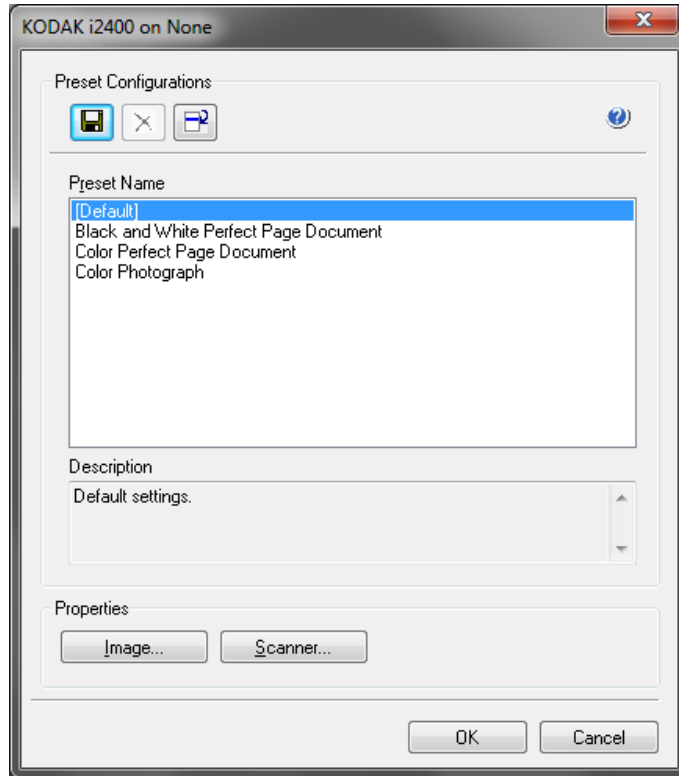 KODAK i2400 on None
Preset Configurations
Preset Name
[Default]
Black and White Perfect Page Document
Color Perfect Page Document
Color Photograph
Description
Default settings.
Properties
Image... Scanner...
OK Cancel